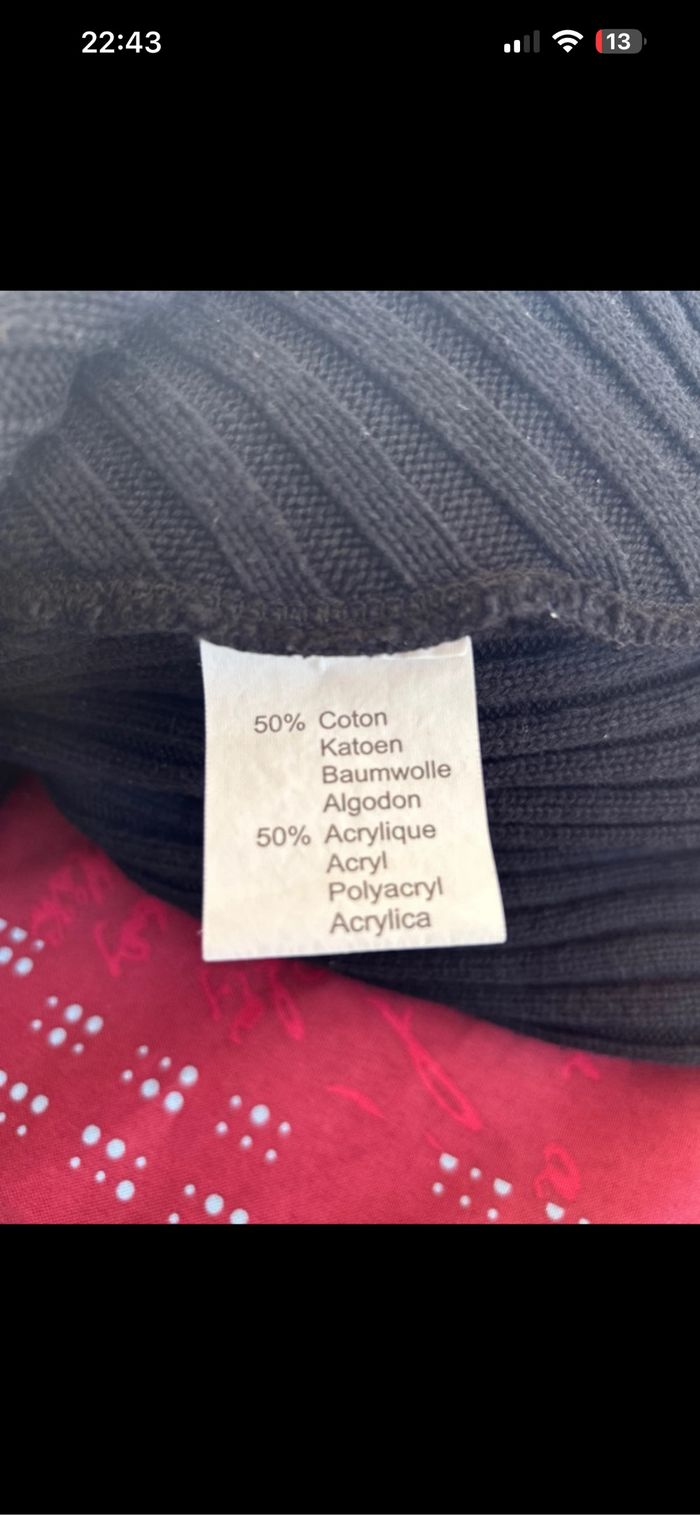 22:43
13
50% Coton
Katoen
Baumwolle
Algodon
50% Acrylique
Acryl
Polyacryl
Acrylica